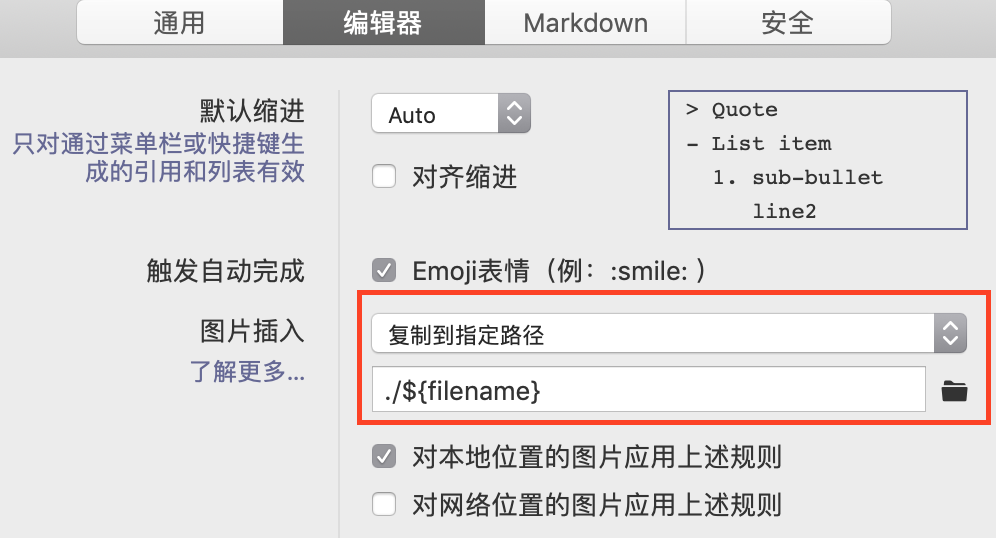 通用
编辑器
Markdown
安全
默认缩进
只对通过菜单栏或快捷键生
成的引用和列表有效
Auto
对齐缩进
> Quote
- List item
1. sub-bullet
line2
触发自动完成
Emoji表情（例：:smile: ）
图片插入
了解更多...
复制到指定路径
./${filename}
对本地位置的图片应用上述规则
对网络位置的图片应用上述规则